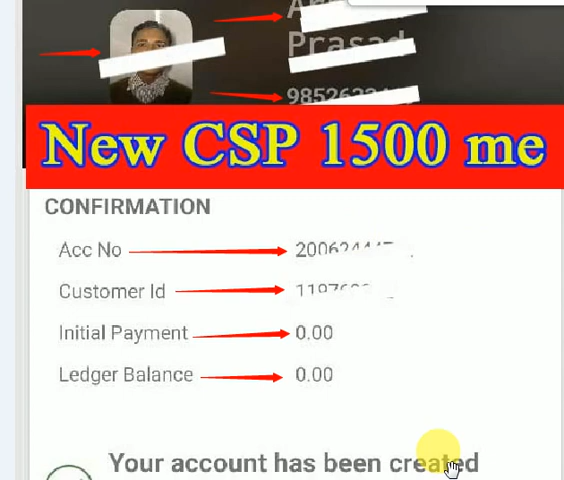 Prasad
New CSP 1500 me
CONFIRMATION
Acc No
Customer Id
Initial Payment 0.00
Ledger Balance 0.00
Your account has been created